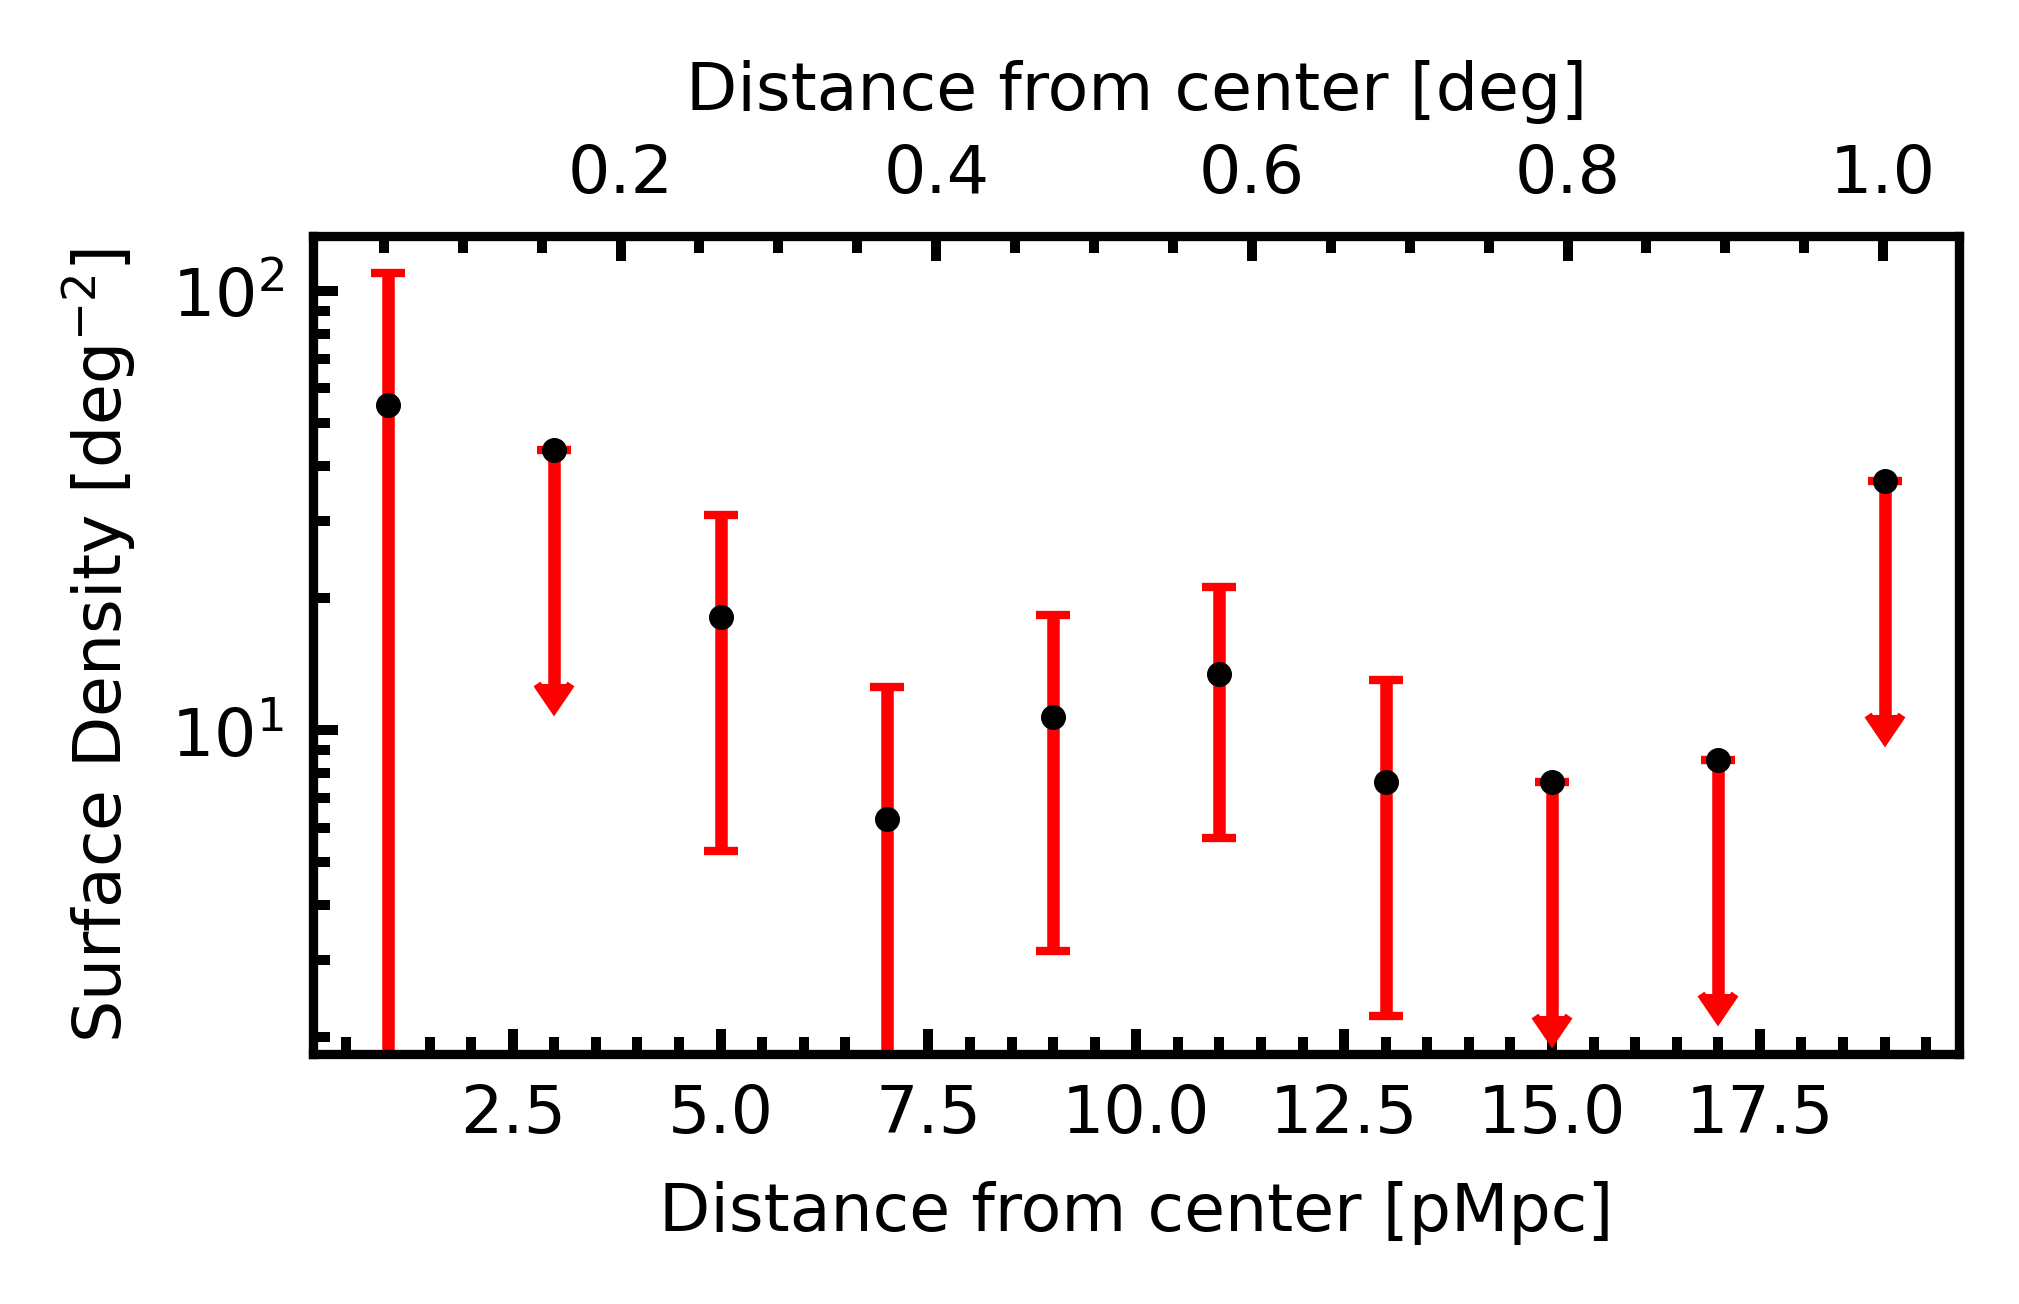 Distance from center [deg]
0.2 0.4 0.6 0.8 1.0
Surface Density [deg⁻²]
10²
10¹
2.5 5.0 7.5 10.0 12.5 15.0 17.5
Distance from center [pMpc]